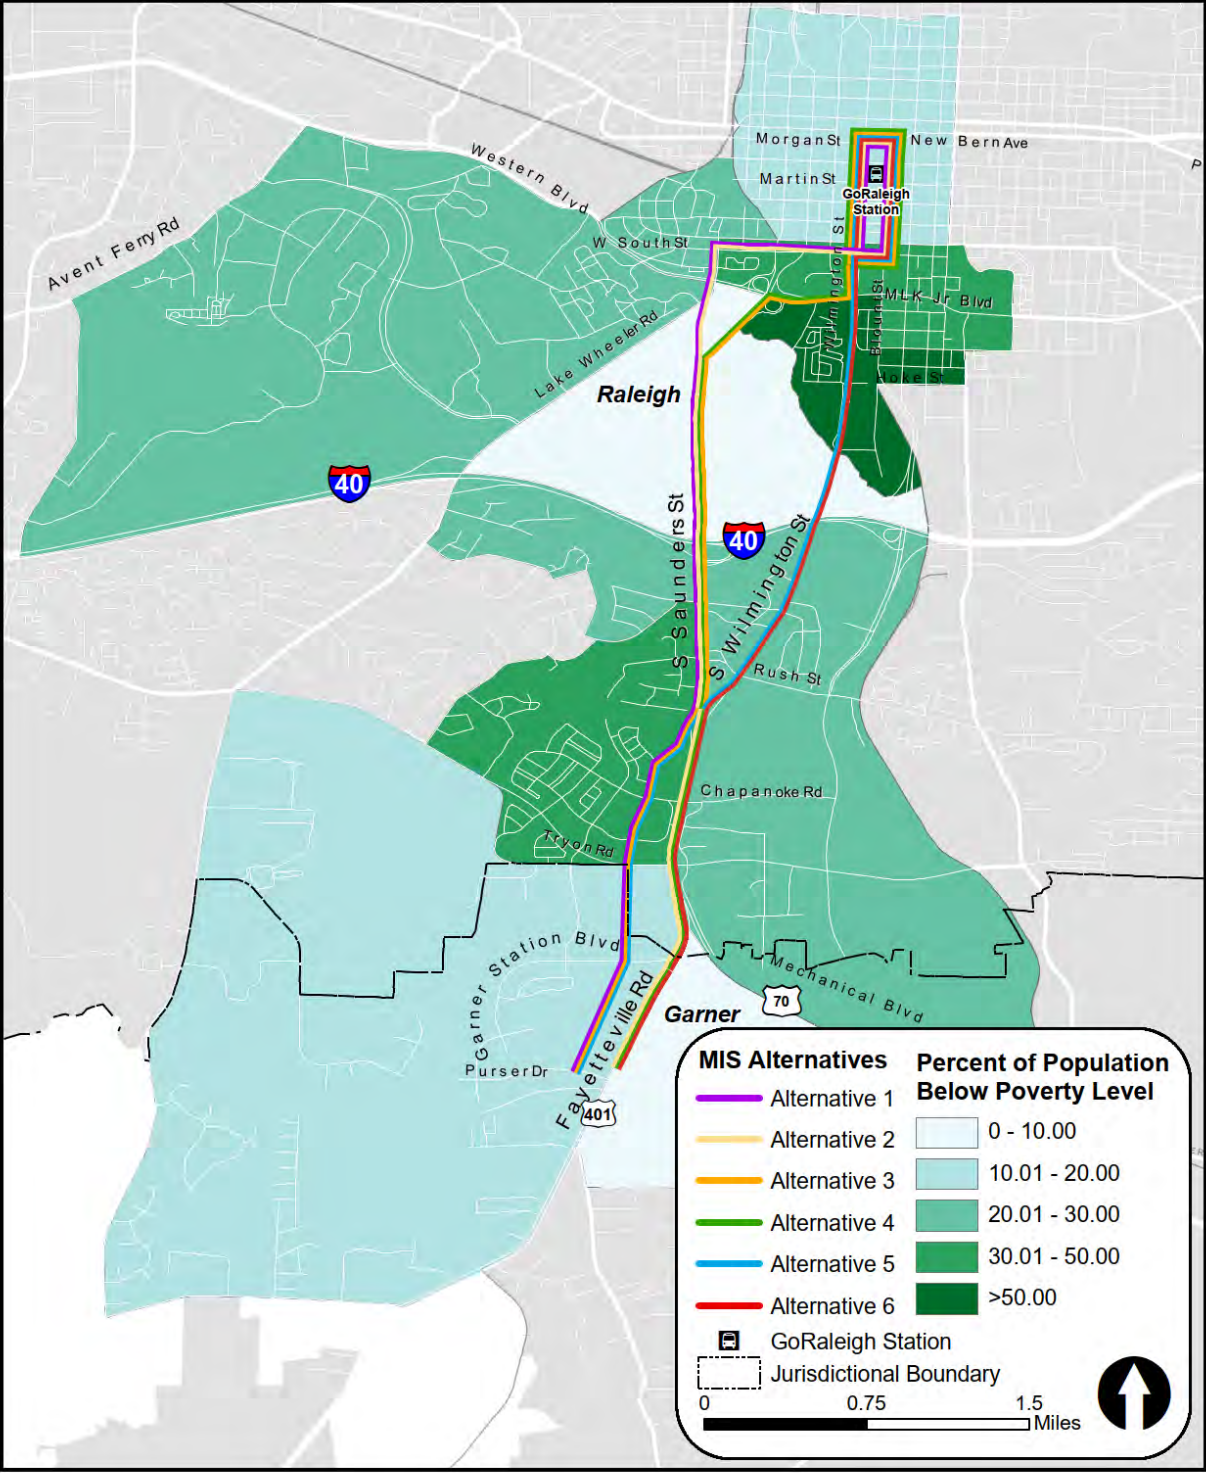 Morgan St
New Bern Ave
Western Blvd
Martin St
GoRaleigh
Station
Avent Ferry Rd
W South St
Wilmington St
Blount St
MLK Jr Blvd
Lake Wheeler Rd
Hoke St
Raleigh
40
40
S Saunders St
S Wilmington St
Rush St
Chapanoke Rd
Tryon Rd
Garner Station Blvd
Mechanical Blvd
70
Garner
Fayetteville Rd
Purser Dr
401
MIS Alternatives
Alternative 1
Alternative 2
Alternative 3
Alternative 4
Alternative 5
Alternative 6
GoRaleigh Station
Jurisdictional Boundary
Percent of Population
Below Poverty Level
0 - 10.00
10.01 - 20.00
20.01 - 30.00
30.01 - 50.00
>50.00
0 0.75 1.5
Miles